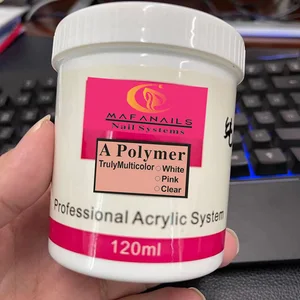 MAFANAILS
Nail Systems
A Polymer
TrulyMulticolor ○White
○Pink
○Clear
Professional Acrylic System
120ml